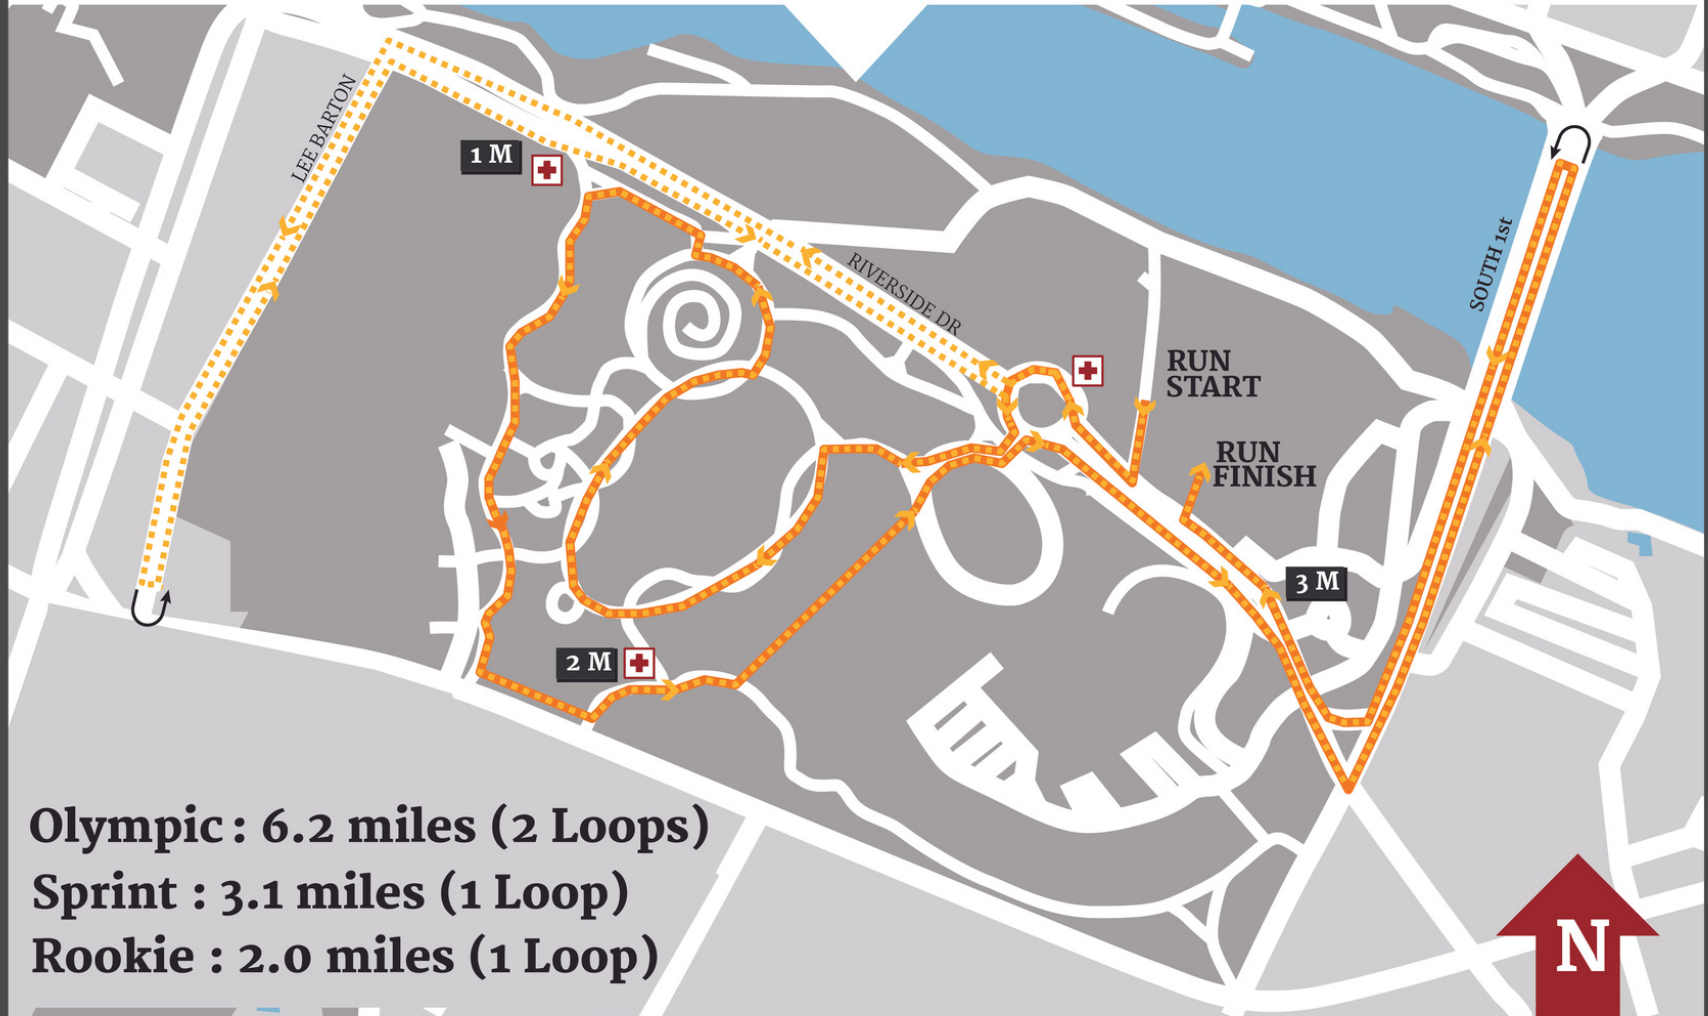 LEE BARTON
1 M
RIVERSIDE DR
SOUTH 1st
RUN
START
RUN
FINISH
3 M
2 M
Olympic : 6.2 miles (2 Loops)
Sprint : 3.1 miles (1 Loop)
Rookie : 2.0 miles (1 Loop)
N